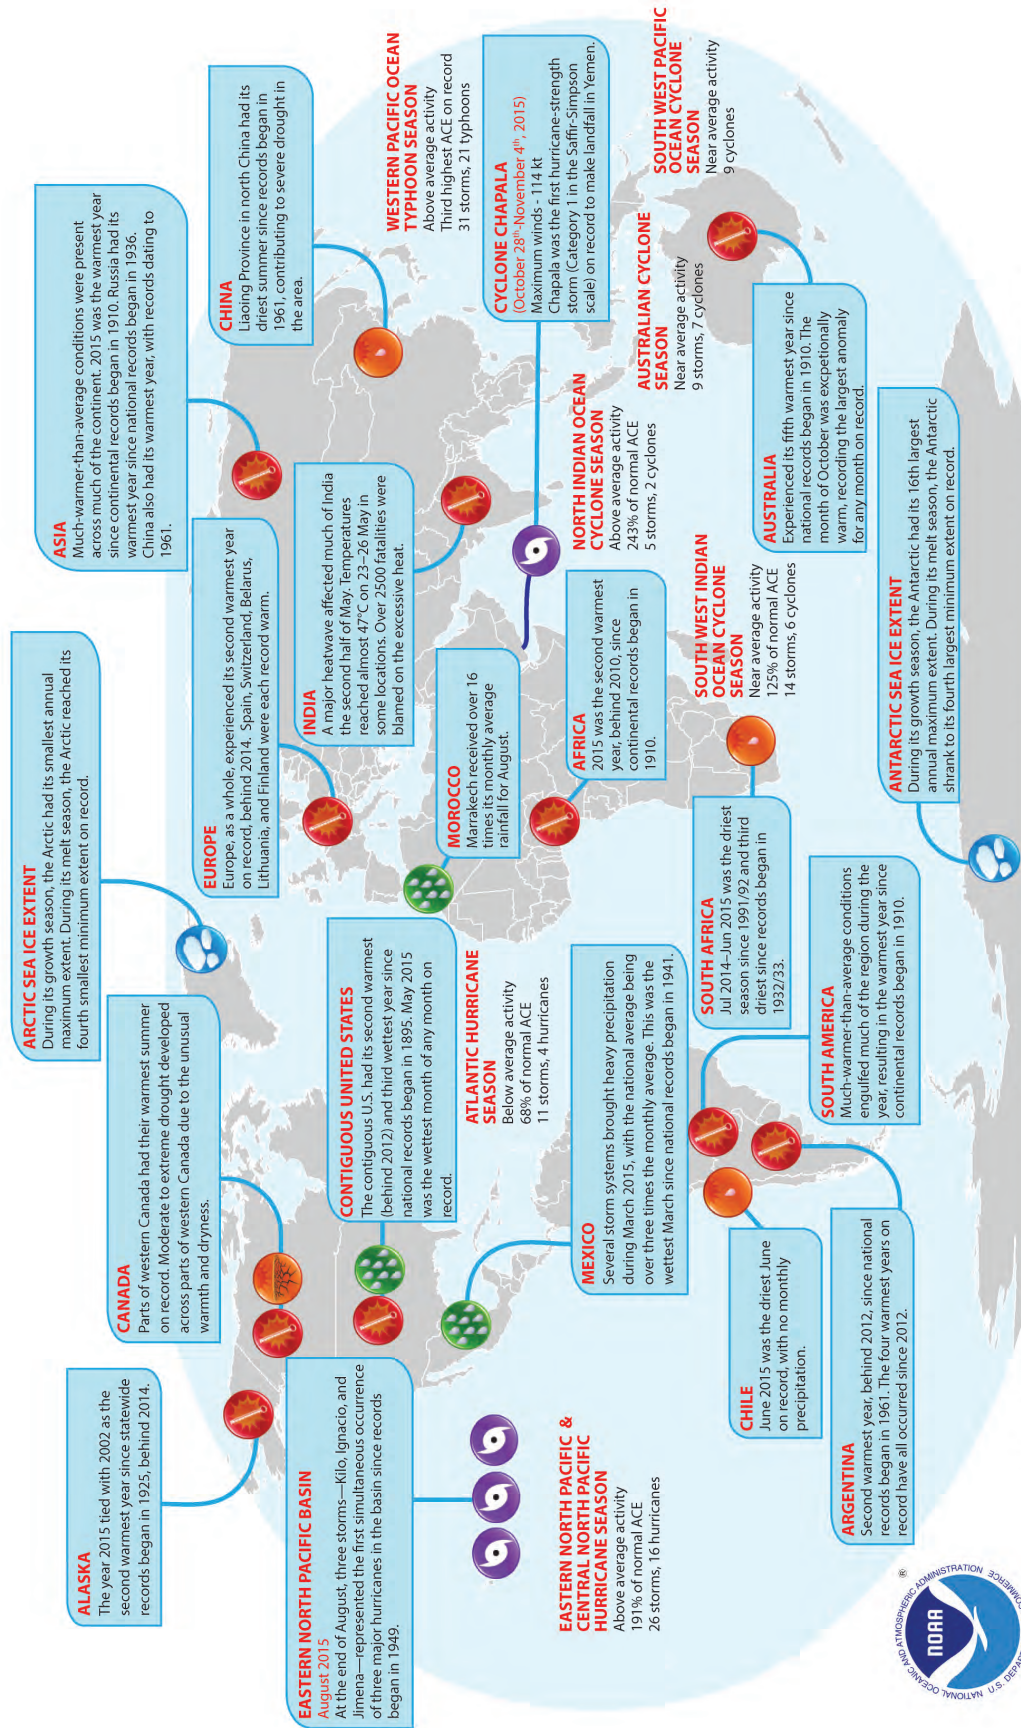 ALASKA
The year 2015 tied with 2002 as the
second warmest year since statewide
records began in 1925, behind 2014.
CANADA
Parts of western Canada had their warmest summer
on record. Moderate to extreme drought developed
across parts of western Canada due to the unusual
warmth and dryness.
ARCTIC SEA ICE EXTENT
During its growth season, the Arctic had its smallest annual
maximum extent. During its melt season, the Arctic reached its
fourth smallest minimum extent on record.
ASIA
Much-warmer-than-average conditions were present
across much of the continent. 2015 was the warmest year
since continental records began in 1910. Russia had its
warmest year since national records began in 1936.
China also had its warmest year, with records dating to
1961.
EUROPE
Europe, as a whole, experienced its second warmest year
on record, behind 2014. Spain, Switzerland, Belarus,
Lithuania, and Finland were each record warm.
CHINA
Liaoing Province in north China had its
driest summer since records began in
1961, contributing to severe drought in
the area.
EASTERN NORTH PACIFIC BASIN
August 2015
At the end of August, three storms—Kilo, Ignacio, and
Jimena—represented the first simultaneous occurrence
of three major hurricanes in the basin since records
began in 1949.
CONTIGUOUS UNITED STATES
The contiguous U.S. had its second warmest
(behind 2012) and third wettest year since
national records began in 1895. May 2015
was the wettest month of any month on
record.
INDIA
A major heatwave affected much of India
the second half of May. Temperatures
reached almost 47°C on 23–26 May in
some locations. Over 2500 fatalities were
blamed on the excessive heat.
WESTERN PACIFIC OCEAN
TYPHOON SEASON
Above average activity
Third highest ACE on record
31 storms, 21 typhoons
ATLANTIC HURRICANE
SEASON
Below average activity
68% of normal ACE
11 storms, 4 hurricanes
MOROCCO
Marrakech received over 16
times its monthly average
rainfall for August.
CYCLONE CHAPALA
(October 28th-November 4th, 2015)
Maximum winds - 114 kt
Chapala was the first hurricane-strength
storm (Category 1 in the Saffir-Simpson
scale) on record to make landfall in Yemen.
EASTERN NORTH PACIFIC &
CENTRAL NORTH PACIFIC
HURRICANE SEASON
Above average activity
191% of normal ACE
26 storms, 16 hurricanes
MEXICO
Several storm systems brought heavy precipitation
during March 2015, with the national average being
over three times the monthly average. This was the
wettest March since national records began in 1941.
AFRICA
2015 was the second warmest
year, behind 2010, since
continental records began in
1910.
NORTH INDIAN OCEAN
CYCLONE SEASON
Above average activity
243% of normal ACE
5 storms, 2 cyclones
AUSTRALIAN CYCLONE
SEASON
Near average activity
9 storms, 7 cyclones
SOUTH WEST PACIFIC
OCEAN CYCLONE
SEASON
Near average activity
9 cyclones
SOUTH AFRICA
Jul 2014–Jun 2015 was the driest
season since 1991/92 and third
driest since records began in
1932/33.
SOUTH WEST INDIAN
OCEAN CYCLONE
SEASON
Near average activity
125% of normal ACE
14 storms, 6 cyclones
CHILE
June 2015 was the driest June
on record, with no monthly
precipitation.
SOUTH AMERICA
Much-warmer-than-average conditions
engulfed much of the region during the
year, resulting in the warmest year since
continental records began in 1910.
AUSTRALIA
Experienced its fifth warmest year since
national records began in 1910. The
month of October was excpetionally
warm, recording the largest anomaly
for any month on record.
ARGENTINA
Second warmest year, behind 2012, since national
records began in 1961. The four warmest years on
record have all occurred since 2012.
ANTARCTIC SEA ICE EXTENT
During its growth season, the Antarctic had its 16th largest
annual maximum extent. During its melt season, the Antarctic
shrank to its fourth largest minimum extent on record.
NATIONAL OCEANIC AND ATMOSPHERIC ADMINISTRATION
NOAA
®
U.S.
COMMERCE